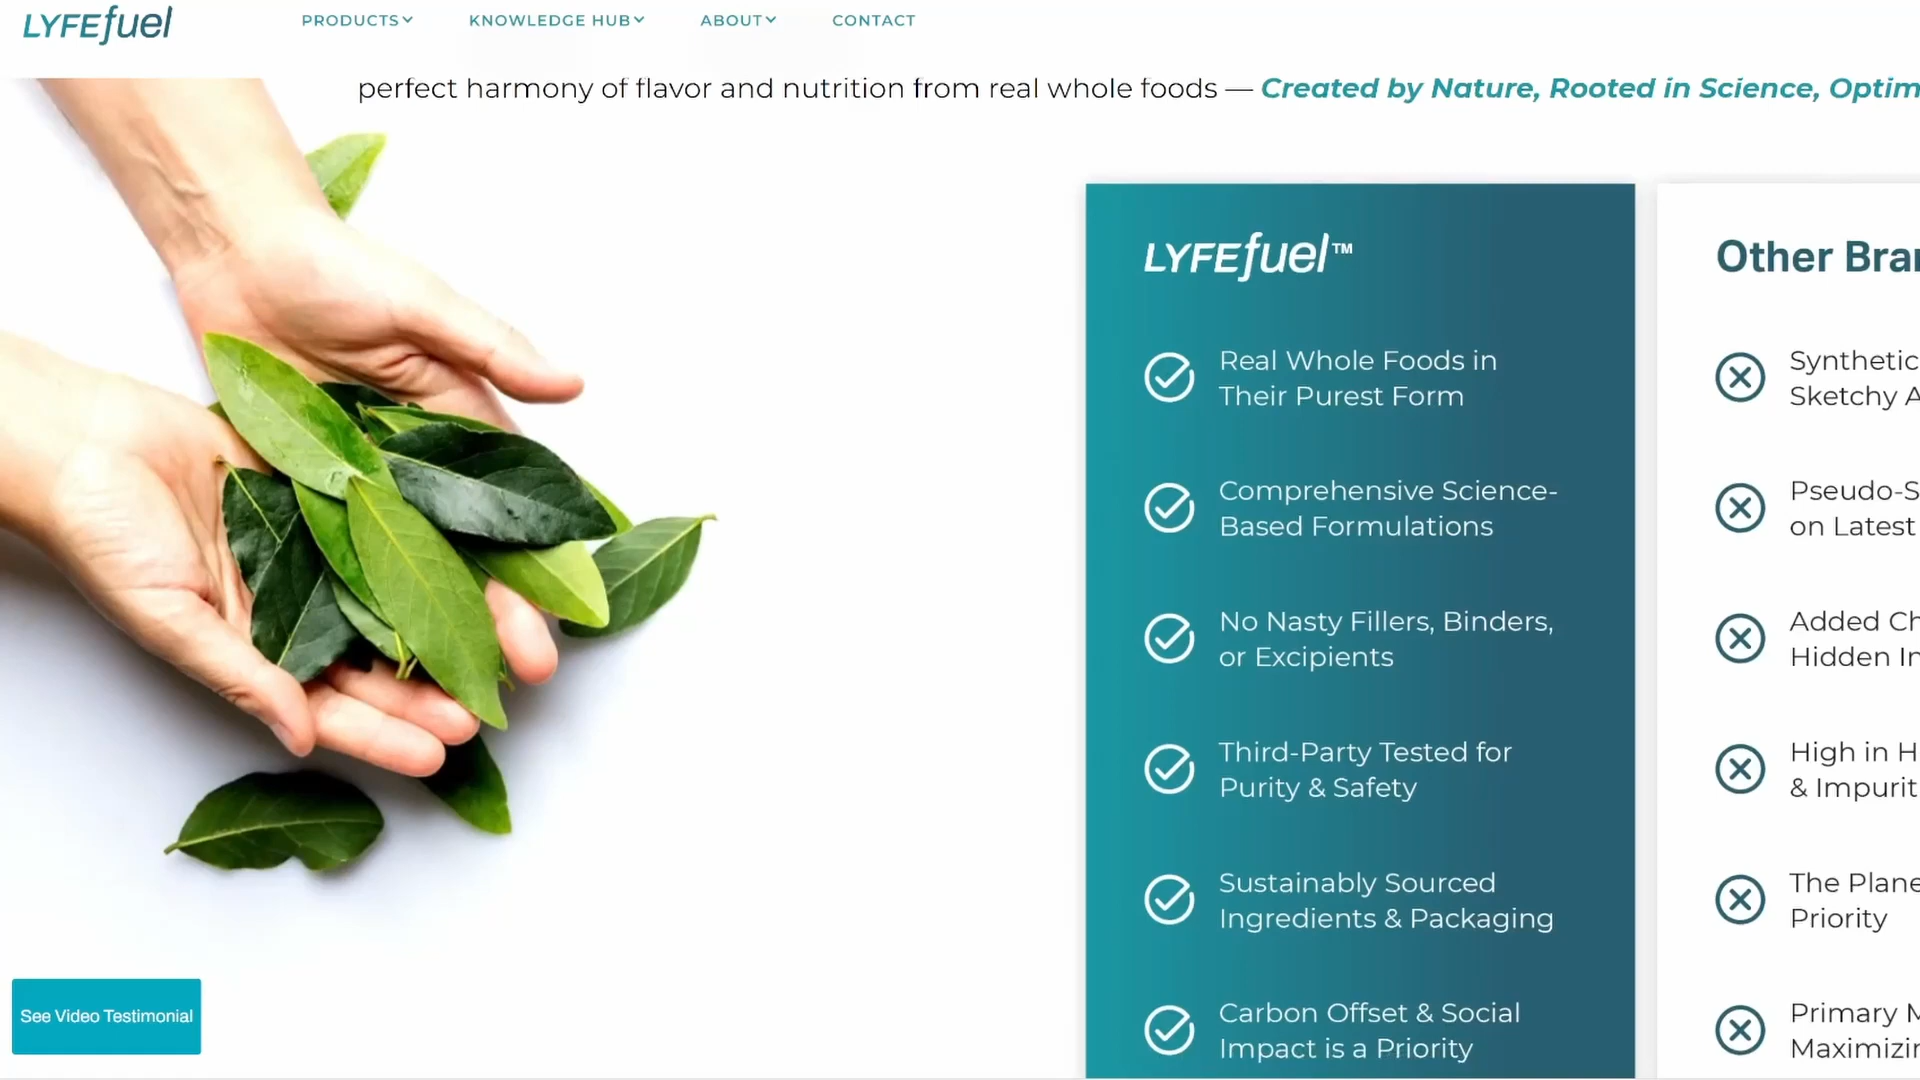 LYFEfuel
PRODUCTS
KNOWLEDGE HUB
ABOUT
CONTACT
perfect harmony of flavor and nutrition from real whole foods — Created by Nature, Rooted in Science,
LYFEfuel™
Real Whole Foods in
Their Purest Form
Comprehensive Science-
Based Formulations
No Nasty Fillers, Binders,
or Excipients
Third-Party Tested for
Purity & Safety
Sustainably Sourced
Ingredients & Packaging
Carbon Offset & Social
Impact is a Priority
Other
Synthetic
Sketchy
on Latest
Added
Hidden
High in
&
The
Priority
Primary
See Video Testimonial